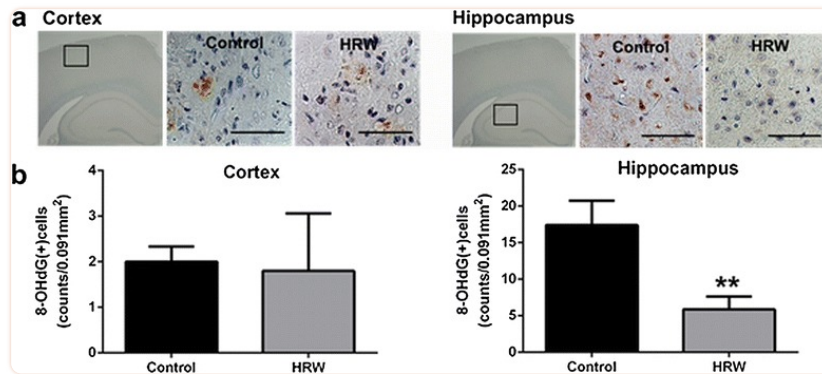 a Cortex
Control
HRW
Hippocampus
Control
HRW
b
Cortex
8-OHdG(+)cells
(counts/0.091mm²)
4
3
2
1
0
Control
HRW
Hippocampus
8-OHdG(+)cells
(counts/0.091mm²)
25
20
15
10
5
0
**
Control
HRW